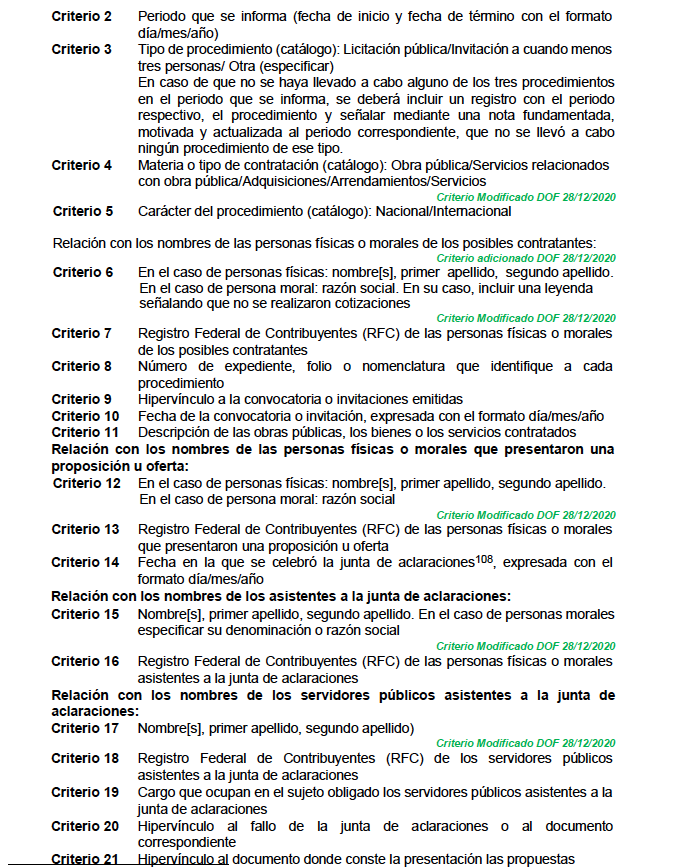 Criterio 2 Periodo que se informa (fecha de inicio y fecha de término con el formato
día/mes/año)
Criterio 3 Tipo de procedimiento (catálogo): Licitación pública/Invitación a cuando menos
tres personas/ Otra (especificar)
En caso de que no se haya llevado a cabo alguno de los tres procedimientos
en el periodo que se informa, se deberá incluir un registro con el periodo
respectivo, el procedimiento y señalar mediante una nota fundamentada,
motivada y actualizada al periodo correspondiente, que no se llevó a cabo
ningún procedimiento de ese tipo.
Criterio 4 Materia o tipo de contratación (catálogo): Obra pública/Servicios relacionados
con obra pública/Adquisiciones/Arrendamientos/Servicios
Criterio Modificado DOF 28/12/2020
Criterio 5 Carácter del procedimiento (catálogo): Nacional/Internacional
Relación con los nombres de las personas físicas o morales de los posibles contratantes:
Criterio adicionado DOF 28/12/2020
Criterio 6 En el caso de personas físicas: nombre[s], primer apellido, segundo apellido.
En el caso de persona moral: razón social. En su caso, incluir una leyenda
señalando que no se realizaron cotizaciones
Criterio Modificado DOF 28/12/2020
Criterio 7 Registro Federal de Contribuyentes (RFC) de las personas físicas o morales
de los posibles contratantes
Criterio 8 Número de expediente, folio o nomenclatura que identifique a cada
procedimiento
Criterio 9 Hipervínculo a la convocatoria o invitaciones emitidas
Criterio 10 Fecha de la convocatoria o invitación, expresada con el formato día/mes/año
Criterio 11 Descripción de las obras públicas, los bienes o los servicios contratados
Relación con los nombres de las personas físicas o morales que presentaron una
proposición u oferta:
Criterio 12 En el caso de personas físicas: nombre[s], primer apellido, segundo apellido.
En el caso de persona moral: razón social
Criterio Modificado DOF 28/12/2020
Criterio 13 Registro Federal de Contribuyentes (RFC) de las personas físicas o morales
que presentaron una proposición u oferta
Criterio 14 Fecha en la que se celebró la junta de aclaraciones108, expresada con el
formato día/mes/año
Relación con los nombres de los asistentes a la junta de aclaraciones:
Criterio 15 Nombre[s], primer apellido, segundo apellido. En el caso de personas morales
especificar su denominación o razón social
Criterio Modificado DOF 28/12/2020
Criterio 16 Registro Federal de Contribuyentes (RFC) de las personas físicas o morales
asistentes a la junta de aclaraciones
Relación con los nombres de los servidores públicos asistentes a la junta de
aclaraciones:
Criterio 17 Nombre[s], primer apellido, segundo apellido)
Criterio Modificado DOF 28/12/2020
Criterio 18 Registro Federal de Contribuyentes (RFC) de los servidores públicos
asistentes a la junta de aclaraciones
Criterio 19 Cargo que ocupan en el sujeto obligado los servidores públicos asistentes a la
junta de aclaraciones
Criterio 20 Hipervínculo al fallo de la junta de aclaraciones o al documento
correspondiente
Criterio 21 Hipervínculo al documento donde conste la presentación las propuestas